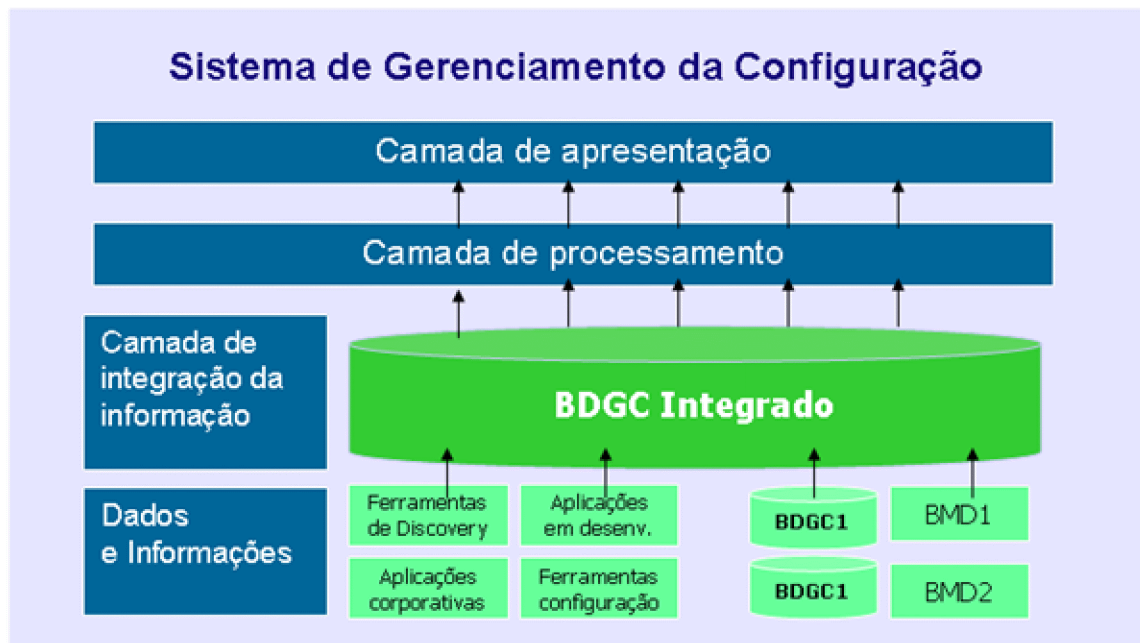 Sistema de Gerenciamento da Configuração
Camada de apresentação
Camada de processamento
Camada de
integração da
informação
BDGC Integrado
Dados
e Informações
Ferramentas
de Discovery
Aplicações
em desenv.
BDGC1
BMD1
Aplicações
corporativas
Ferramentas
configuração
BDGC1
BMD2